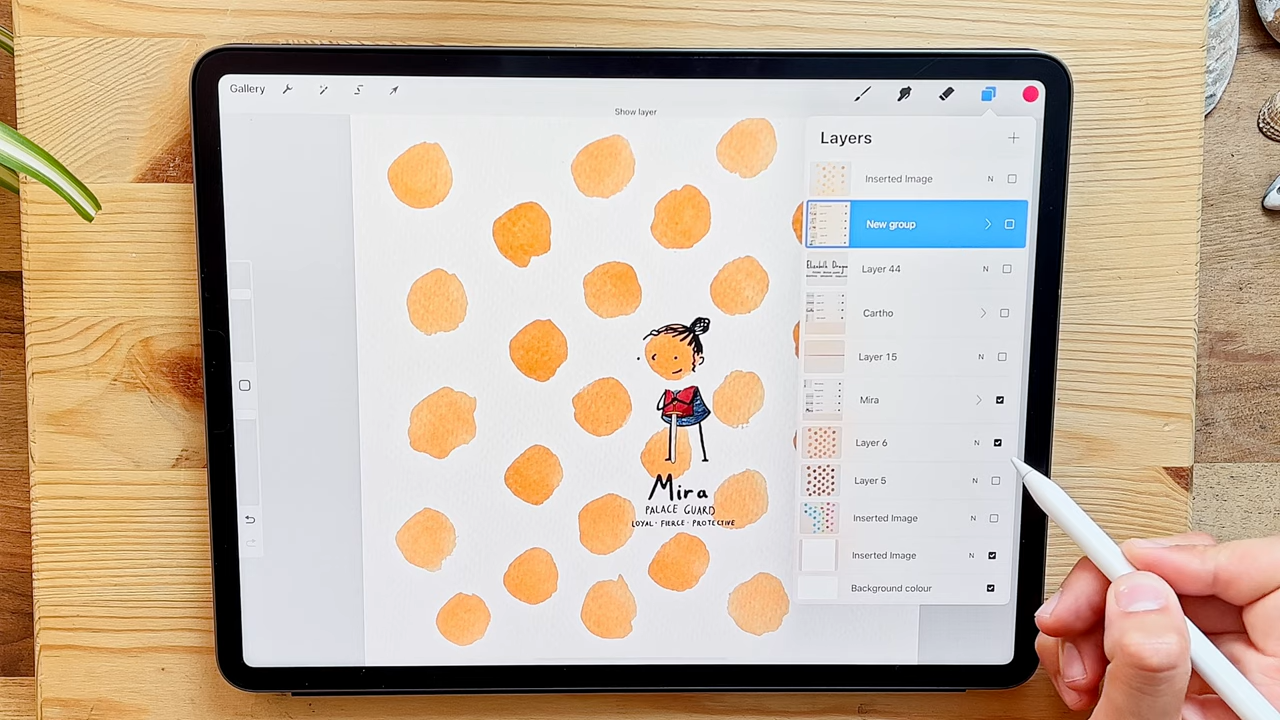 Gallery
Show layer
Layers
Inserted Image N
New group
Layer 44 N
Cartho
Layer 15 N
Mira
Layer 6 N
Layer 5 N
Inserted Image N
Inserted Image N
Background colour
Mira
PALACE GUARD
LOYAL · FIERCE · PROTECTIVE